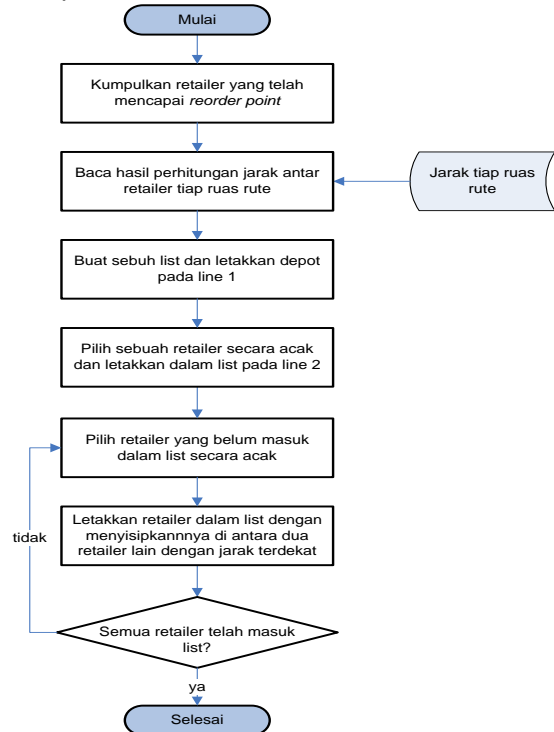 Mulai
Kumpulkan retailer yang telah
mencapai reorder point
Baca hasil perhitungan jarak antar
retailer tiap ruas rute
Jarak tiap ruas
rute
Buat sebuh list dan letakkan depot
pada line 1
Pilih sebuah retailer secara acak
dan letakkan dalam list pada line 2
Pilih retailer yang belum masuk
dalam list secara acak
Letakkan retailer dalam list dengan
menyisipkannnya di antara dua
retailer lain dengan jarak terdekat
tidak
Semua retailer telah masuk
list?
ya
Selesai